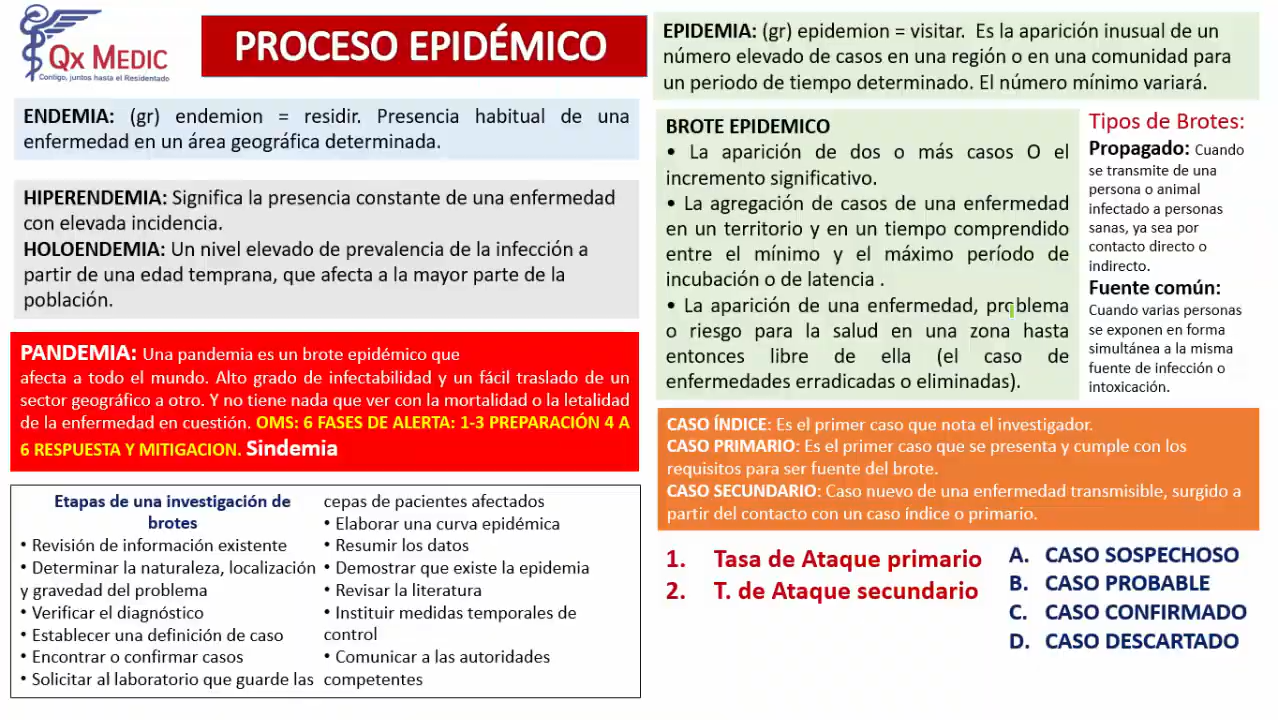 Qx MEDIC
Contigo, juntos hasta el Residentado
PROCESO EPIDÉMICO
ENDEMIA: (gr) endemion = residir. Presencia habitual de una
enfermedad en un área geográfica determinada.
HIPERENDEMIA: Significa la presencia constante de una enfermedad
con elevada incidencia.
HOLOENDEMIA: Un nivel elevado de prevalencia de la infección a
partir de una edad temprana, que afecta a la mayor parte de la
población.
PANDEMIA: Una pandemia es un brote epidémico que
afecta a todo el mundo. Alto grado de infectabilidad y un fácil traslado de un
sector geográfico a otro. Y no tiene nada que ver con la mortalidad o la letalidad
de la enfermedad en cuestión. OMS: 6 FASES DE ALERTA: 1-3 PREPARACIÓN 4 A
6 RESPUESTA Y MITIGACION. Sindemia
Etapas de una investigación de
brotes
• Revisión de información existente
• Determinar la naturaleza, localización
y gravedad del problema
• Verificar el diagnóstico
• Establecer una definición de caso
• Encontrar o confirmar casos
• Solicitar al laboratorio que guarde las
cepas de pacientes afectados
• Elaborar una curva epidémica
• Resumir los datos
• Demostrar que existe la epidemia
• Revisar la literatura
• Instituir medidas temporales de
control
• Comunicar a las autoridades
competentes
EPIDEMIA: (gr) epidemion = visitar. Es la aparición inusual de un
número elevado de casos en una región o en una comunidad para
un periodo de tiempo determinado. El número mínimo variará.
BROTE EPIDEMICO
• La aparición de dos o más casos O el
incremento significativo.
• La agregación de casos de una enfermedad
en un territorio y en un tiempo comprendido
entre el mínimo y el máximo período de
incubación o de latencia .
• La aparición de una enfermedad, problema
o riesgo para la salud en una zona hasta
entonces libre de ella (el caso de
enfermedades erradicadas o eliminadas).
Tipos de Brotes:
Propagado: Cuando
se transmite de una
persona o animal
infectado a personas
sanas, ya sea por
contacto directo o
indirecto.
Fuente común:
Cuando varias personas
se exponen en forma
simultánea a la misma
fuente de infección o
intoxicación.
CASO ÍNDICE: Es el primer caso que nota el investigador.
CASO PRIMARIO: Es el primer caso que se presenta y cumple con los
requisitos para ser fuente del brote.
CASO SECUNDARIO: Caso nuevo de una enfermedad transmisible, surgido a
partir del contacto con un caso índice o primario.
1. Tasa de Ataque primario
2. T. de Ataque secundario
A. CASO SOSPECHOSO
B. CASO PROBABLE
C. CASO CONFIRMADO
D. CASO DESCARTADO